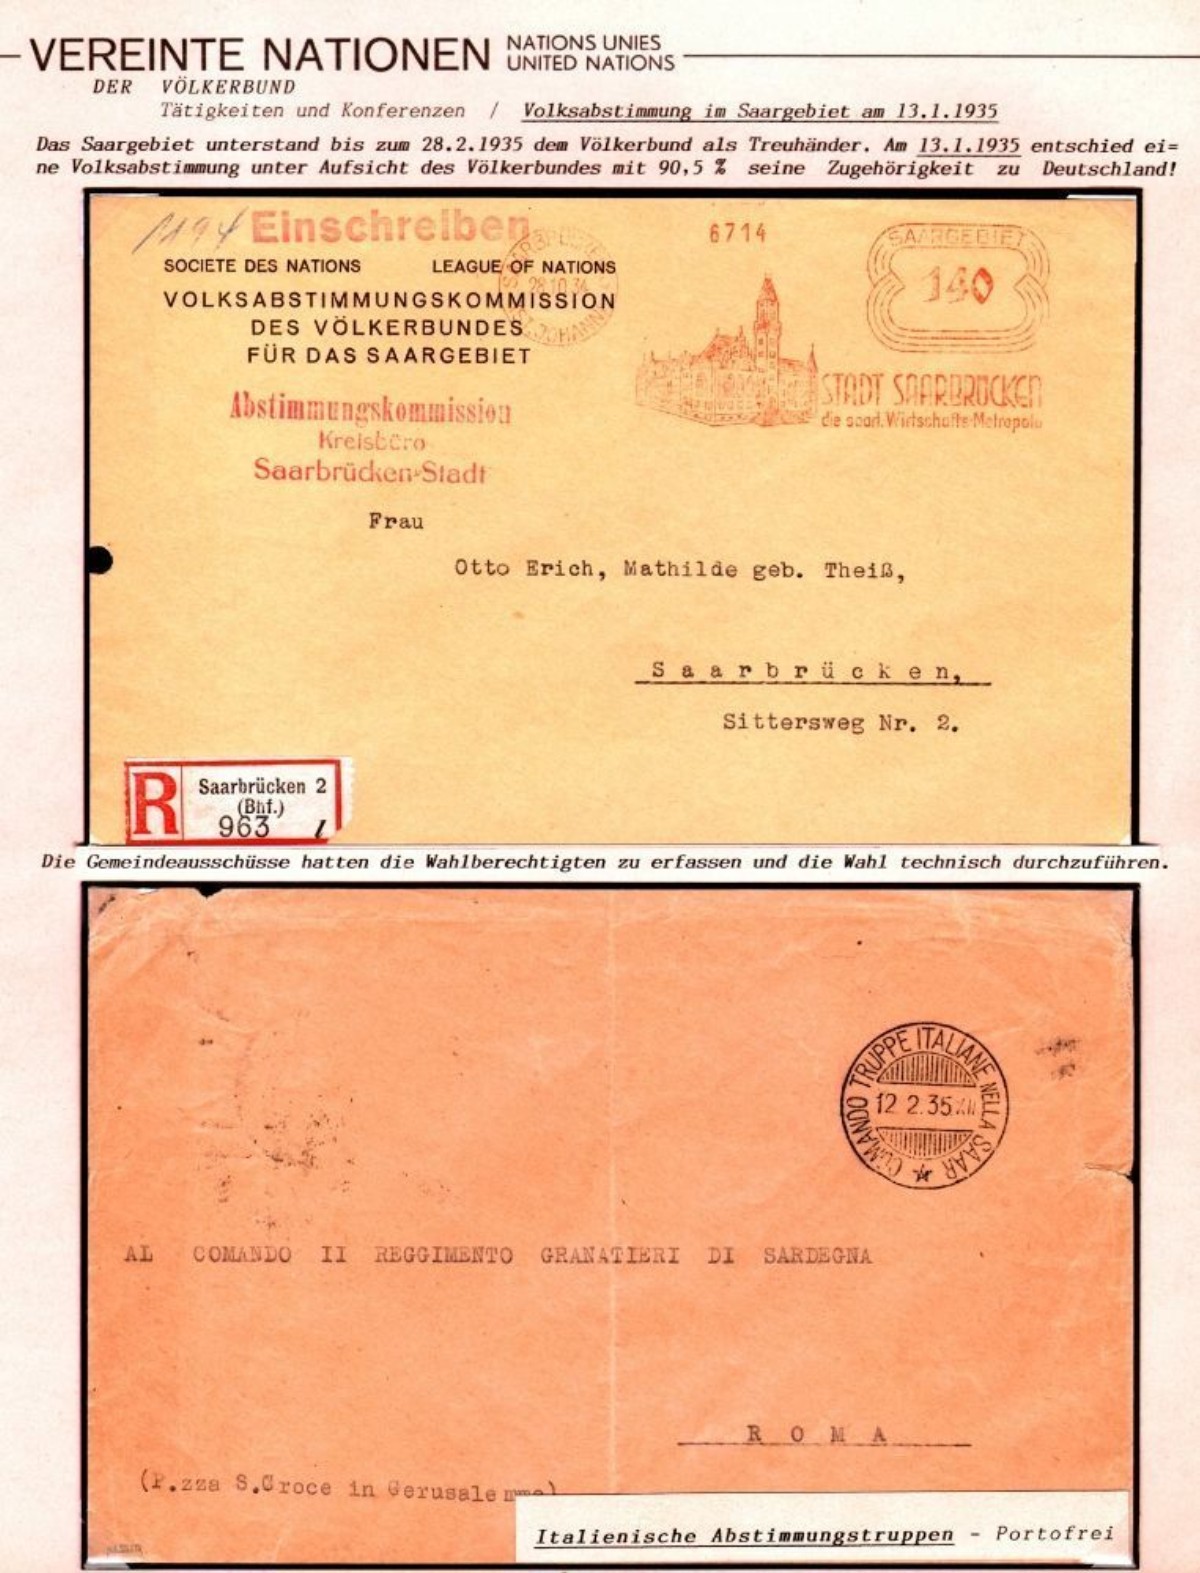 VEREINTE NATIONEN NATIONS UNIES
UNITED NATIONS
DER VÖLKERBUND
Tätigkeiten und Konferenzen / Volksabstimmung im Saargebiet am 13.1.1935
Das Saargebiet unterstand bis zum 28.2.1935 dem Völkerbund als Treuhänder. Am 13.1.1935 entschied ei=
ne Volksabstimmung unter Aufsicht des Völkerbundes mit 90,5 % seine Zugehörigkeit zu Deutschland!
Einschreiben
SOCIETE DES NATIONS LEAGUE OF NATIONS
VOLKSABSTIMMUNGSKOMMISSION
DES VÖLKERBUNDES
FÜR DAS SAARGEBIET
28.10.34
6714
SAARGEBIET
140
STADT SAARBRÜCKEN
die saarl. Wirtschafts-Metropole
Abstimmungskommission
Kreisbüro
Saarbrücken-Stadt
Frau
Otto Erich, Mathilde geb. Theiß,
Saarbrücken,
Sittersweg Nr. 2.
R Saarbrücken 2
(Bhf.)
963 l
Die Gemeindeausschüsse hatten die Wahlberechtigten zu erfassen und die Wahl technisch durchzuführen.
COMANDO TRUPPE ITALIANE NELLA SAAR
12 2.35
AL COMANDO II REGGIMENTO GRANATIERI DI SARDEGNA
ROMA
(P.zza S.Croce in Gerusalemme)
Italienische Abstimmungstruppen - Portofrei